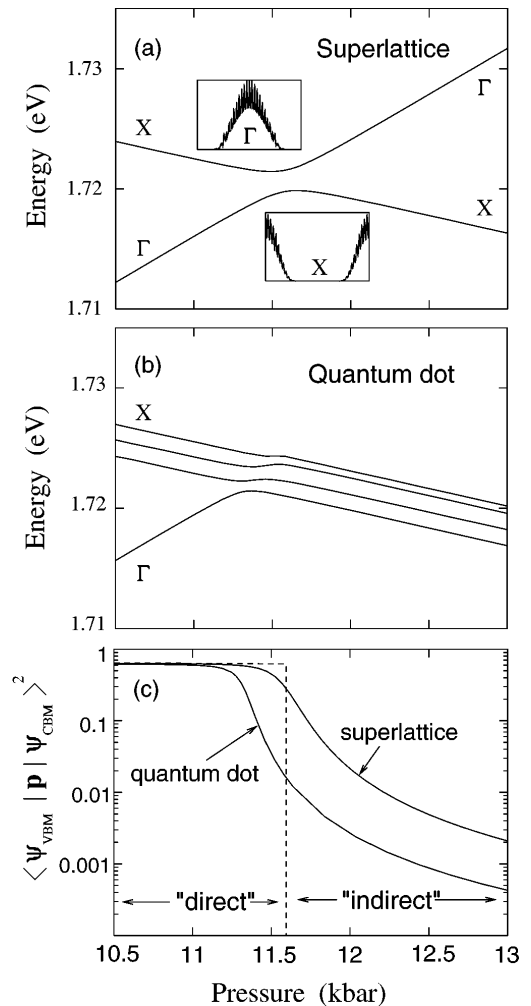 (a) Superlattice
1.73
Γ
X
Γ
1.72
X
X
Γ
1.71
Energy (eV)
(b)
1.73
Quantum dot
X
1.72
Γ
1.71
Energy (eV)
1 (c)
0.1
superlattice
quantum dot
0.01
0.001
"direct" "indirect"
⟨ψVBM | p | ψCBM⟩²
10.5 11 11.5 12 12.5 13
Pressure (kbar)